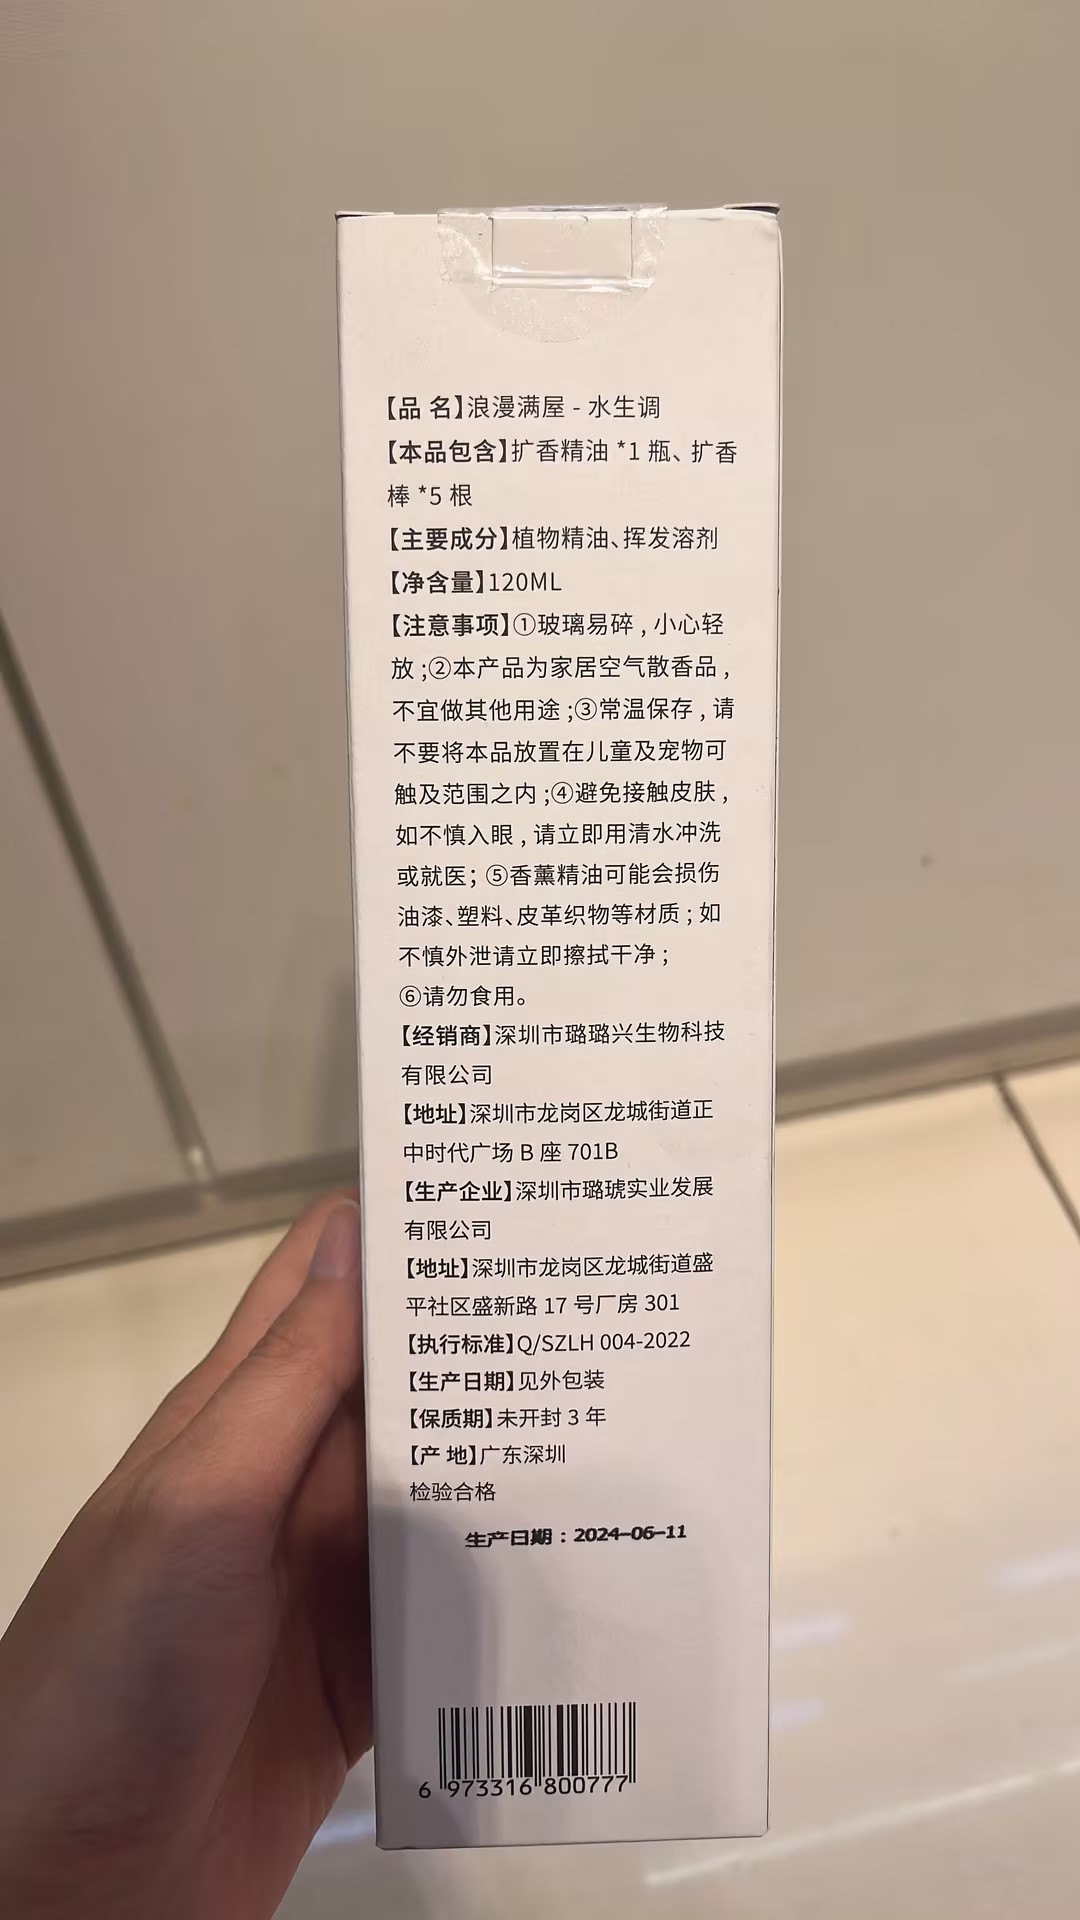 【品 名】浪漫满屋 - 水生调
【本品包含】扩香精油 *1 瓶、扩香
棒 *5 根
【主要成分】植物精油、挥发溶剂
【净含量】120ML
【注意事项】①玻璃易碎，小心轻
放；②本产品为家居空气散香品，
不宜做其他用途；③常温保存，请
不要将本品放置在儿童及宠物可
触及范围之内；④避免接触皮肤，
如不慎入眼，请立即用清水冲洗
或就医；⑤香薰精油可能会损伤
油漆、塑料、皮革织物等材质；如
不慎外泄请立即擦拭干净；
⑥请勿食用。
【经销商】深圳市璐璐兴生物科技
有限公司
【地址】深圳市龙岗区龙城街道正
中时代广场 B 座 701B
【生产企业】深圳市璐琥实业发展
有限公司
【地址】深圳市龙岗区龙城街道盛
平社区盛新路 17 号厂房 301
【执行标准】Q/SZLH 004-2022
【生产日期】见外包装
【保质期】未开封 3 年
【产 地】广东深圳
检验合格
生产日期：2024-06-11
6 973316 800777